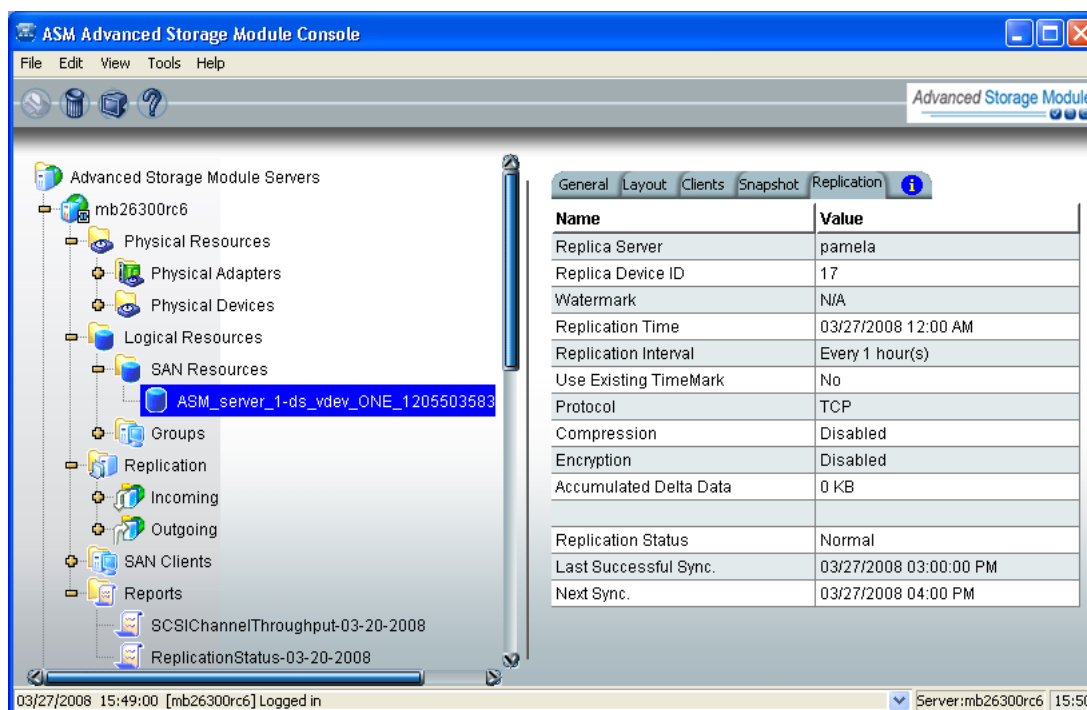 ASM Advanced Storage Module Console
File Edit View Tools Help
Advanced Storage Module
Advanced Storage Module Servers
mb26300rc6
Physical Resources
Physical Adapters
Physical Devices
Logical Resources
SAN Resources
ASM_server_1-ds_vdev_ONE_1205503583
Groups
Replication
Incoming
Outgoing
SAN Clients
Reports
SCSIChannelThroughput-03-20-2008
ReplicationStatus-03-20-2008
General Layout Clients Snapshot Replication
Name Value
Replica Server pamela
Replica Device ID 17
Watermark N/A
Replication Time 03/27/2008 12:00 AM
Replication Interval Every 1 hour(s)
Use Existing TimeMark No
Protocol TCP
Compression Disabled
Encryption Disabled
Accumulated Delta Data 0 KB
Replication Status Normal
Last Successful Sync. 03/27/2008 03:00:00 PM
Next Sync. 03/27/2008 04:00 PM
03/27/2008 15:49:00 [mb26300rc6] Logged in Server:mb26300rc6 15:50